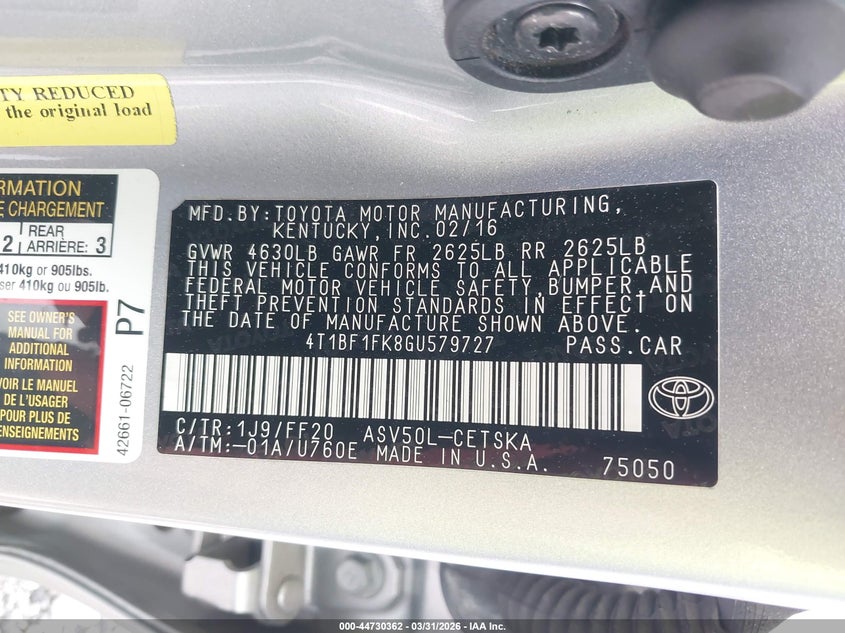 TY REDUCED
the original load
RMATION
E CHARGEMENT
2 REAR ARRIÈRE: 3
410kg or 905lbs.
ser 410kg ou 905lb.
SEE OWNER'S
MANUAL FOR
ADDITIONAL
INFORMATION
OIR LE MANUEL
DE L'USAGER
POUR PLUS DE
RENSEIGNEMENTS
P7
42661-06722
MFD.BY:TOYOTA MOTOR MANUFACTURING,
KENTUCKY,INC.02/16
GVWR 4630LB GAWR FR 2625LB RR 2625LB
THIS VEHICLE CONFORMS TO ALL APPLICABLE
FEDERAL MOTOR VEHICLE SAFETY, BUMPER,AND
THEFT PREVENTION STANDARDS IN EFFECT ON
THE DATE OF MANUFACTURE SHOWN ABOVE.
4T1BF1FK8GU579727 PASS.CAR
C/TR:1J9/FF20 ASV50L-CETSKA
A/TM:-01A/U760E MADE IN U.S.A. 75050
000-44730362 - 03/31/2026 - IAA Inc.